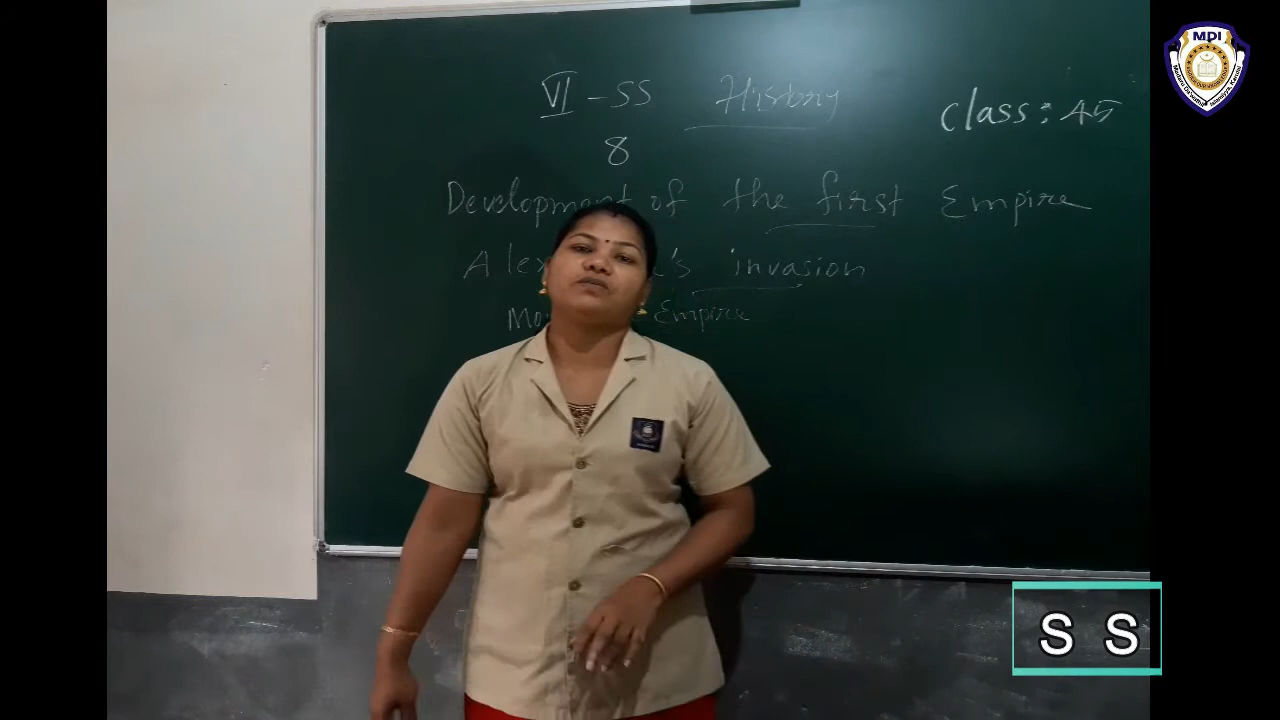 VI - SS History
class: 45
8
Development of the first Empire
's invasion
Empire
MPI
S S